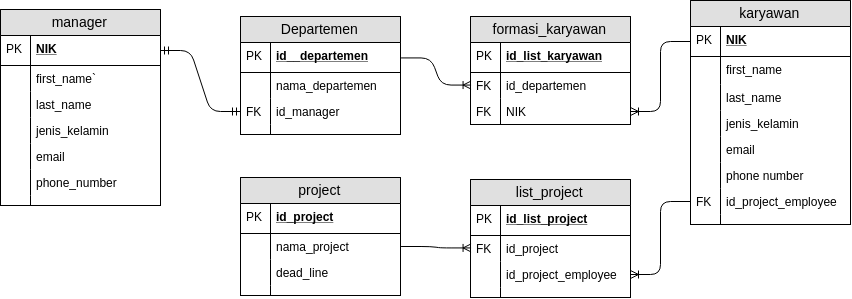 manager
PK NIK
first_name`
last_name
jenis_kelamin
email
phone_number
Departemen
PK id__departemen
nama_departemen
FK id_manager
formasi_karyawan
PK id_list_karyawan
FK id_departemen
FK NIK
karyawan
PK NIK
first_name
last_name
jenis_kelamin
email
phone number
FK id_project_employee
project
PK id_project
nama_project
dead_line
list_project
PK id_list_project
FK id_project
id_project_employee